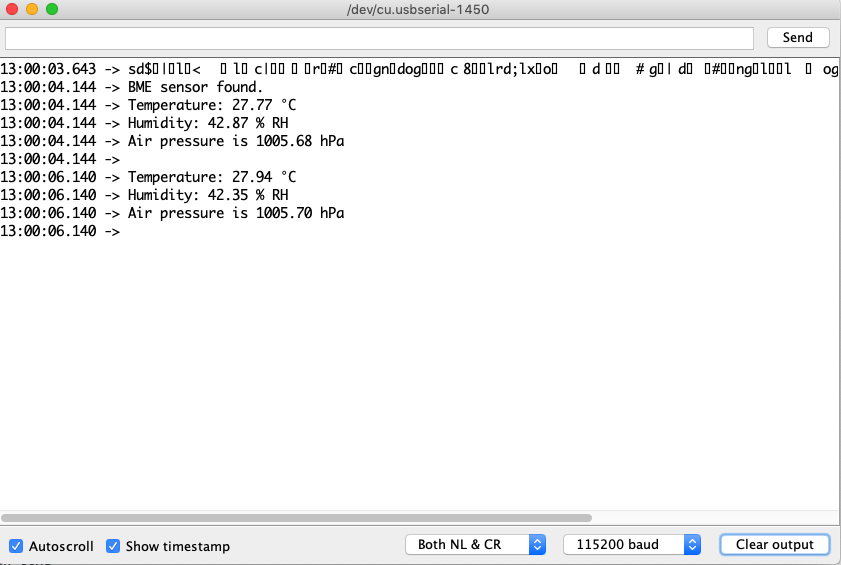 /dev/cu.usbserial-1450
Send
13:00:03.643 ->
13:00:04.144 -> BME sensor found.
13:00:04.144 -> Temperature: 27.77 °C
13:00:04.144 -> Humidity: 42.87 % RH
13:00:04.144 -> Air pressure is 1005.68 hPa
13:00:04.144 ->
13:00:06.140 -> Temperature: 27.94 °C
13:00:06.140 -> Humidity: 42.35 % RH
13:00:06.140 -> Air pressure is 1005.70 hPa
13:00:06.140 ->
Autoscroll Show timestamp Both NL & CR 115200 baud Clear output